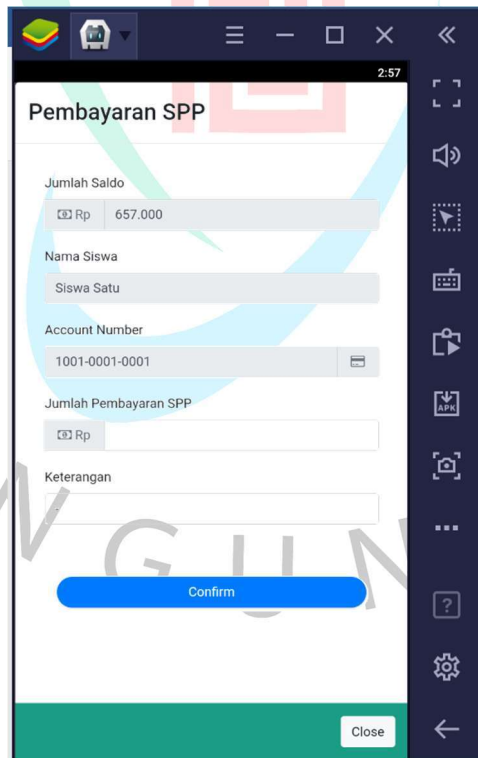 2:57
Pembayaran SPP
Jumlah Saldo
Rp 657.000
Nama Siswa
Siswa Satu
Account Number
1001-0001-0001
Jumlah Pembayaran SPP
Rp
Keterangan
-
Confirm
Close
APK
N G U N